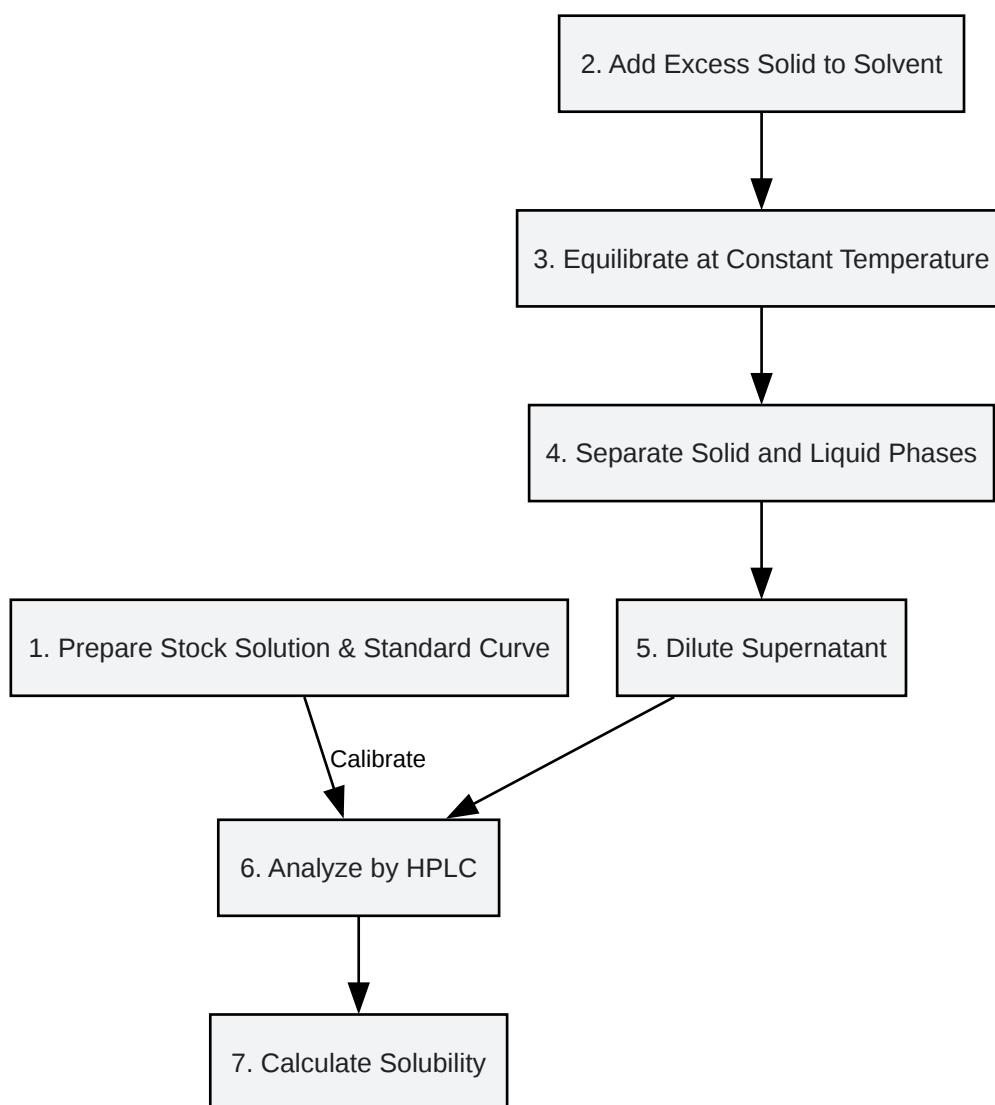 2. Add Excess Solid to Solvent
3. Equilibrate at Constant Temperature
4. Separate Solid and Liquid Phases
1. Prepare Stock Solution & Standard Curve
5. Dilute Supernatant
Calibrate
6. Analyze by HPLC
7. Calculate Solubility